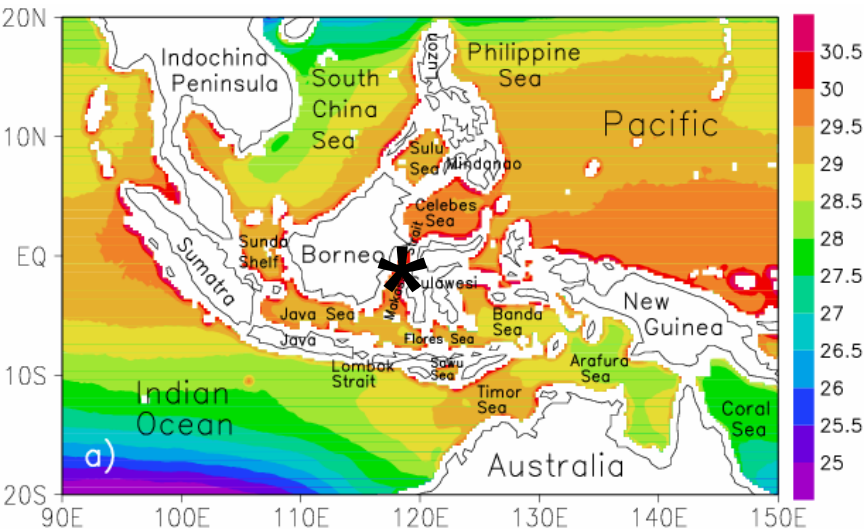 20N
10N
EQ
10S
20S
90E
100E
110E
120E
130E
140E
150E
30.5
30
29.5
29
28.5
28
27.5
27
26.5
26
25.5
25
Indochina
Peninsula
South
China
Sea
Luzon
Philippine
Sea
Pacific
Sulu
Sea
Mindanao
Celebes
Sea
Strait
Sunda
Shelf
Borneo
Sumatra
New
Guinea
Java Sea
Banda
Sea
Java
Flores Sea
Lombok
Strait
Sawu
Sea
Arafura
Sea
Timor
Sea
Indian
Ocean
Coral
Sea
a)
Australia